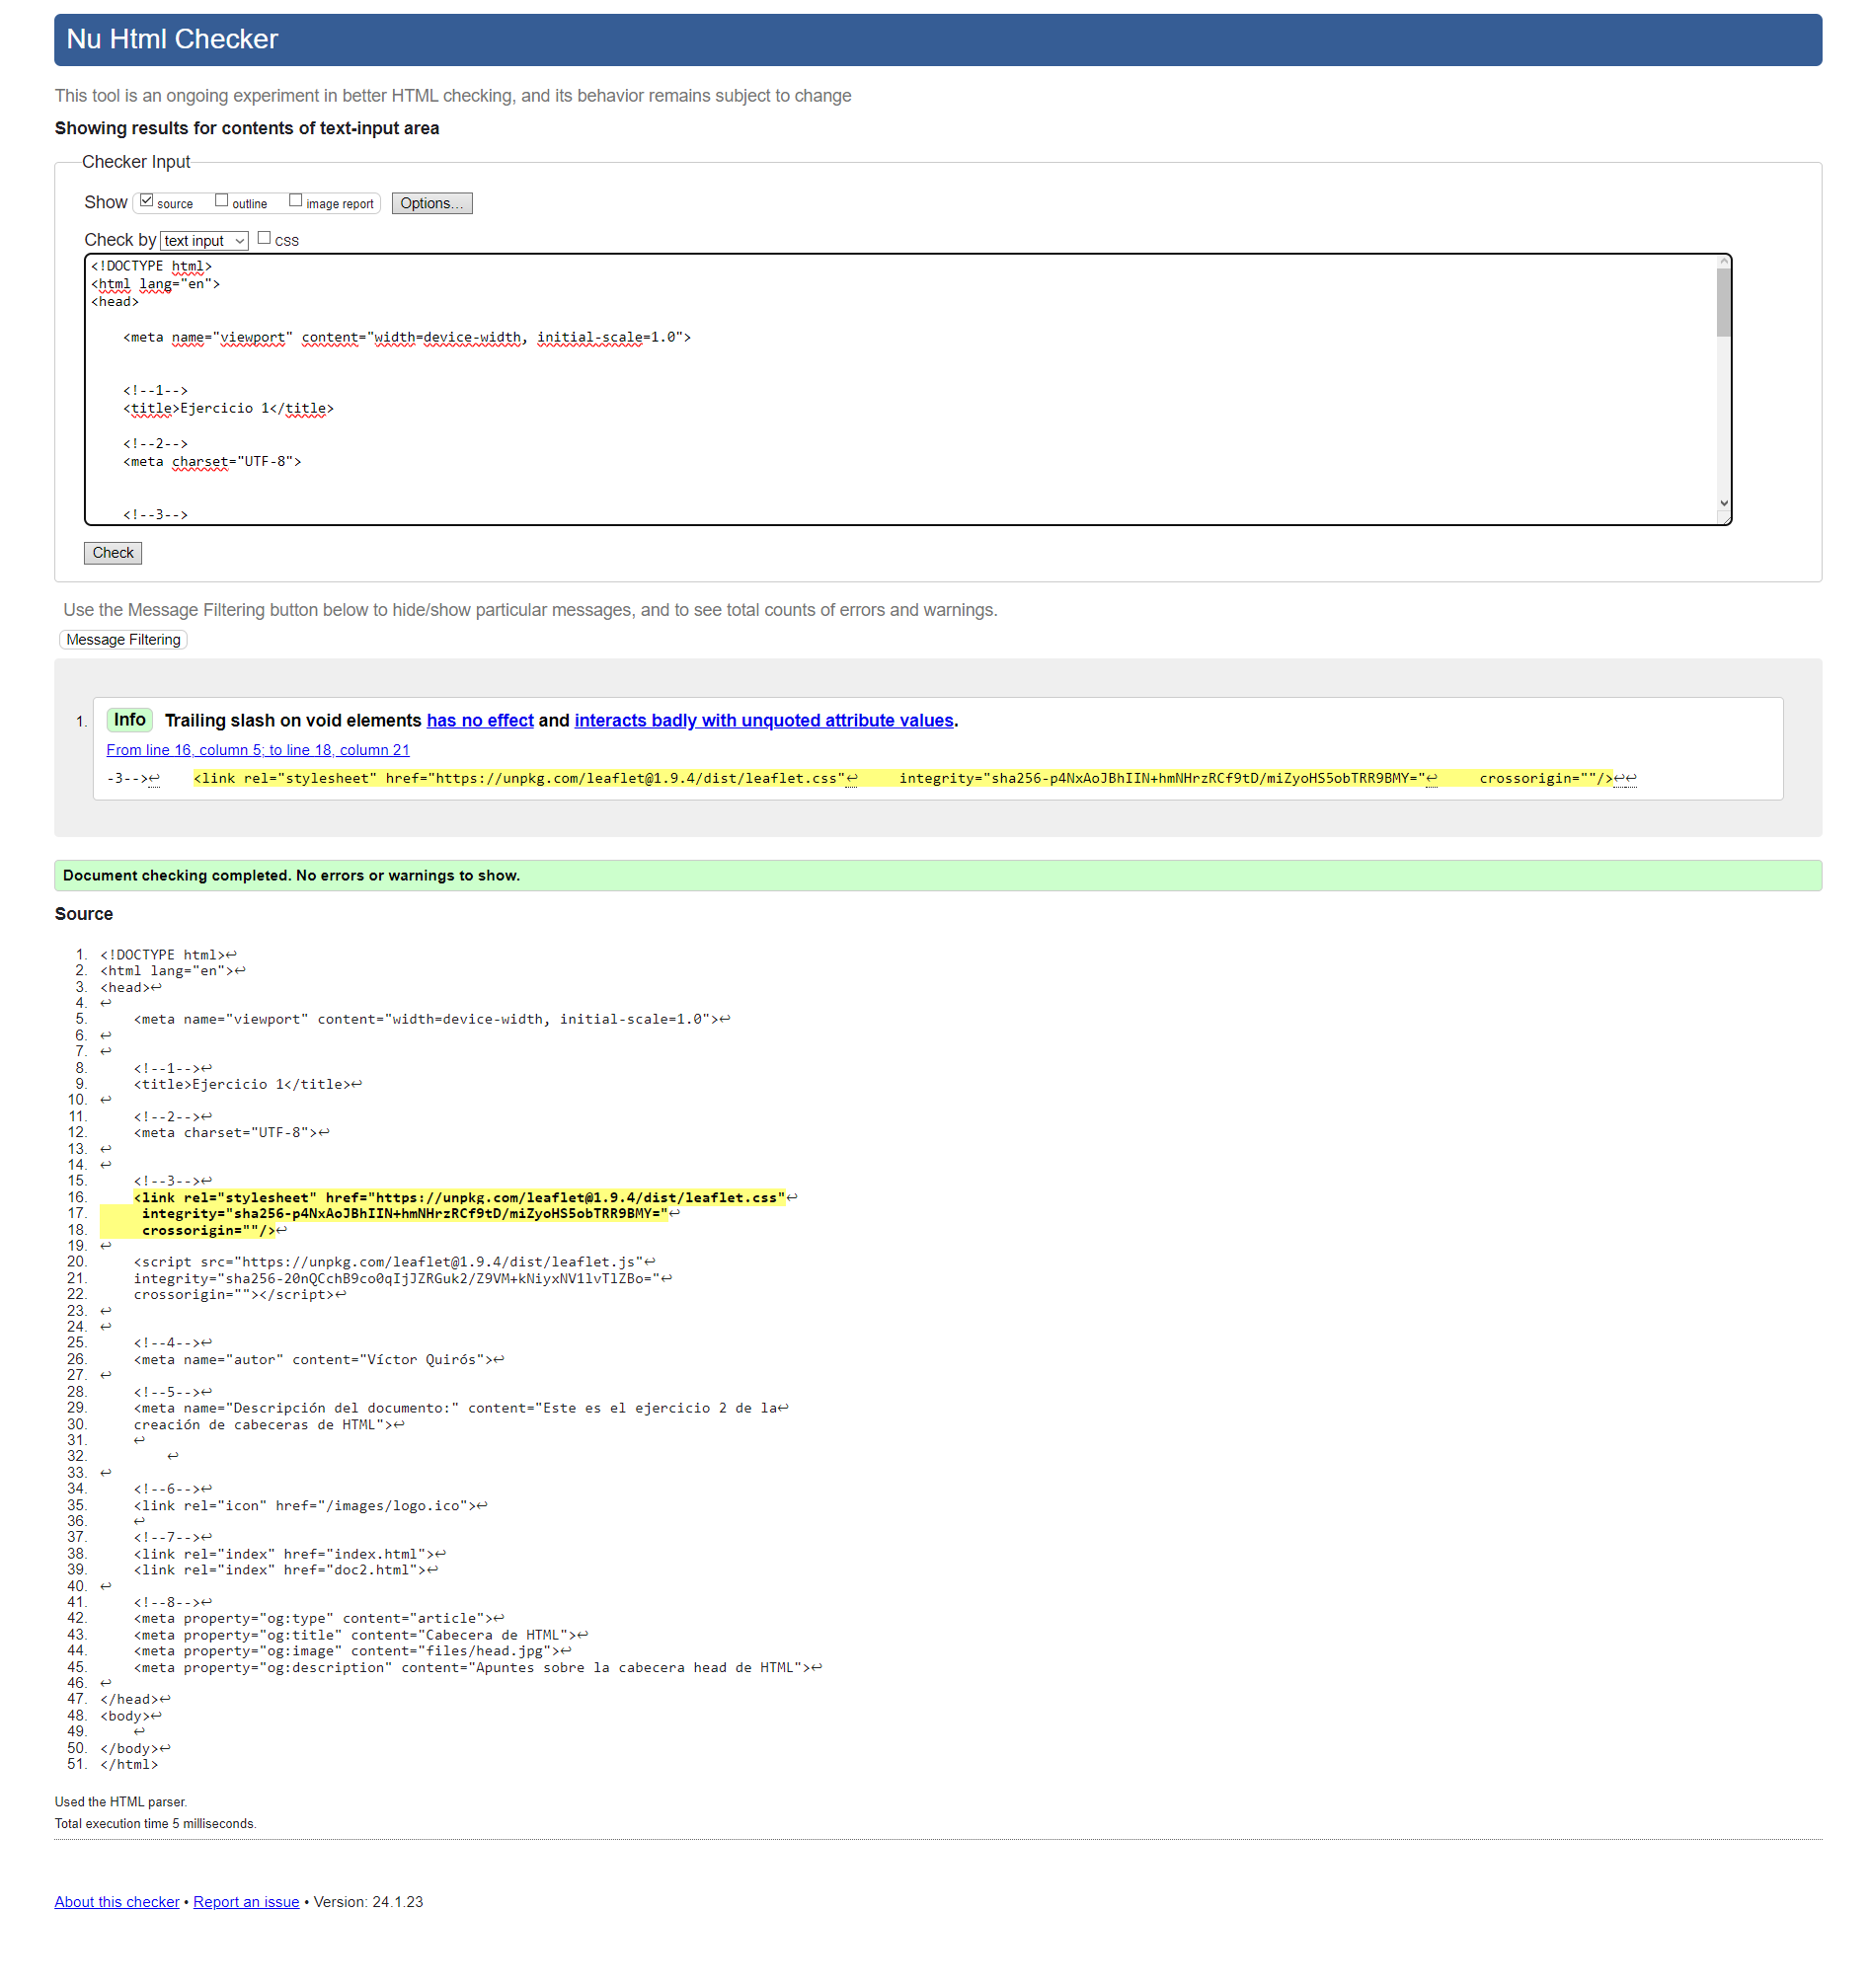 Nu Html Checker
This tool is an ongoing experiment in better HTML checking, and its behavior remains subject to change
Showing results for contents of text-input area
Checker Input
Show source outline image report Options...
Check by text input css
<!DOCTYPE html>
<html lang="en">
<head>
<meta name="viewport" content="width=device-width, initial-scale=1.0">
<!--1-->
<title>Ejercicio 1</title>
<!--2-->
<meta charset="UTF-8">
<!--3-->
Check
Use the Message Filtering button below to hide/show particular messages, and to see total counts of errors and warnings.
Message Filtering
1. Info Trailing slash on void elements has no effect and interacts badly with unquoted attribute values.
From line 16, column 5; to line 18, column 21
-3-->↩ <link rel="stylesheet" href="https://unpkg.com/leaflet@1.9.4/dist/leaflet.css"↩ integrity="sha256-p4NxAoJBhIIN+hmNHrzRCf9tD/miZyoHS5obTRR9BMY="↩ crossorigin=""/>↩↩
Document checking completed. No errors or warnings to show.
Source
1. <!DOCTYPE html>↩
2. <html lang="en">↩
3. <head>↩
4. ↩
5. <meta name="viewport" content="width=device-width, initial-scale=1.0">↩
6. ↩
7. ↩
8. <!--1-->↩
9. <title>Ejercicio 1</title>↩
10. ↩
11. <!--2-->↩
12. <meta charset="UTF-8">↩
13. ↩
14. ↩
15. <!--3-->↩
16. <link rel="stylesheet" href="https://unpkg.com/leaflet@1.9.4/dist/leaflet.css"↩
17. integrity="sha256-p4NxAoJBhIIN+hmNHrzRCf9tD/miZyoHS5obTRR9BMY="↩
18. crossorigin=""/>↩
19. ↩
20. <script src="https://unpkg.com/leaflet@1.9.4/dist/leaflet.js"↩
21. integrity="sha256-20nQCchB9co0qIjJZRGuk2/Z9VM+kNiyxNV1lvTlZBo="↩
22. crossorigin=""></script>↩
23. ↩
24. ↩
25. <!--4-->↩
26. <meta name="autor" content="Víctor Quirós">↩
27. ↩
28. <!--5-->↩
29. <meta name="Descripción del documento:" content="Este es el ejercicio 2 de la↩
30. creación de cabeceras de HTML">↩
31. ↩
32. ↩
33. ↩
34. <!--6-->↩
35. <link rel="icon" href="/images/logo.ico">↩
36. ↩
37. <!--7-->↩
38. <link rel="index" href="index.html">↩
39. <link rel="index" href="doc2.html">↩
40. ↩
41. <!--8-->↩
42. <meta property="og:type" content="article">↩
43. <meta property="og:title" content="Cabecera de HTML">↩
44. <meta property="og:image" content="files/head.jpg">↩
45. <meta property="og:description" content="Apuntes sobre la cabecera head de HTML">↩
46. ↩
47. </head>↩
48. <body>↩
49. ↩
50. </body>↩
51. </html>
Used the HTML parser.
Total execution time 5 milliseconds.
About this checker • Report an issue • Version: 24.1.23